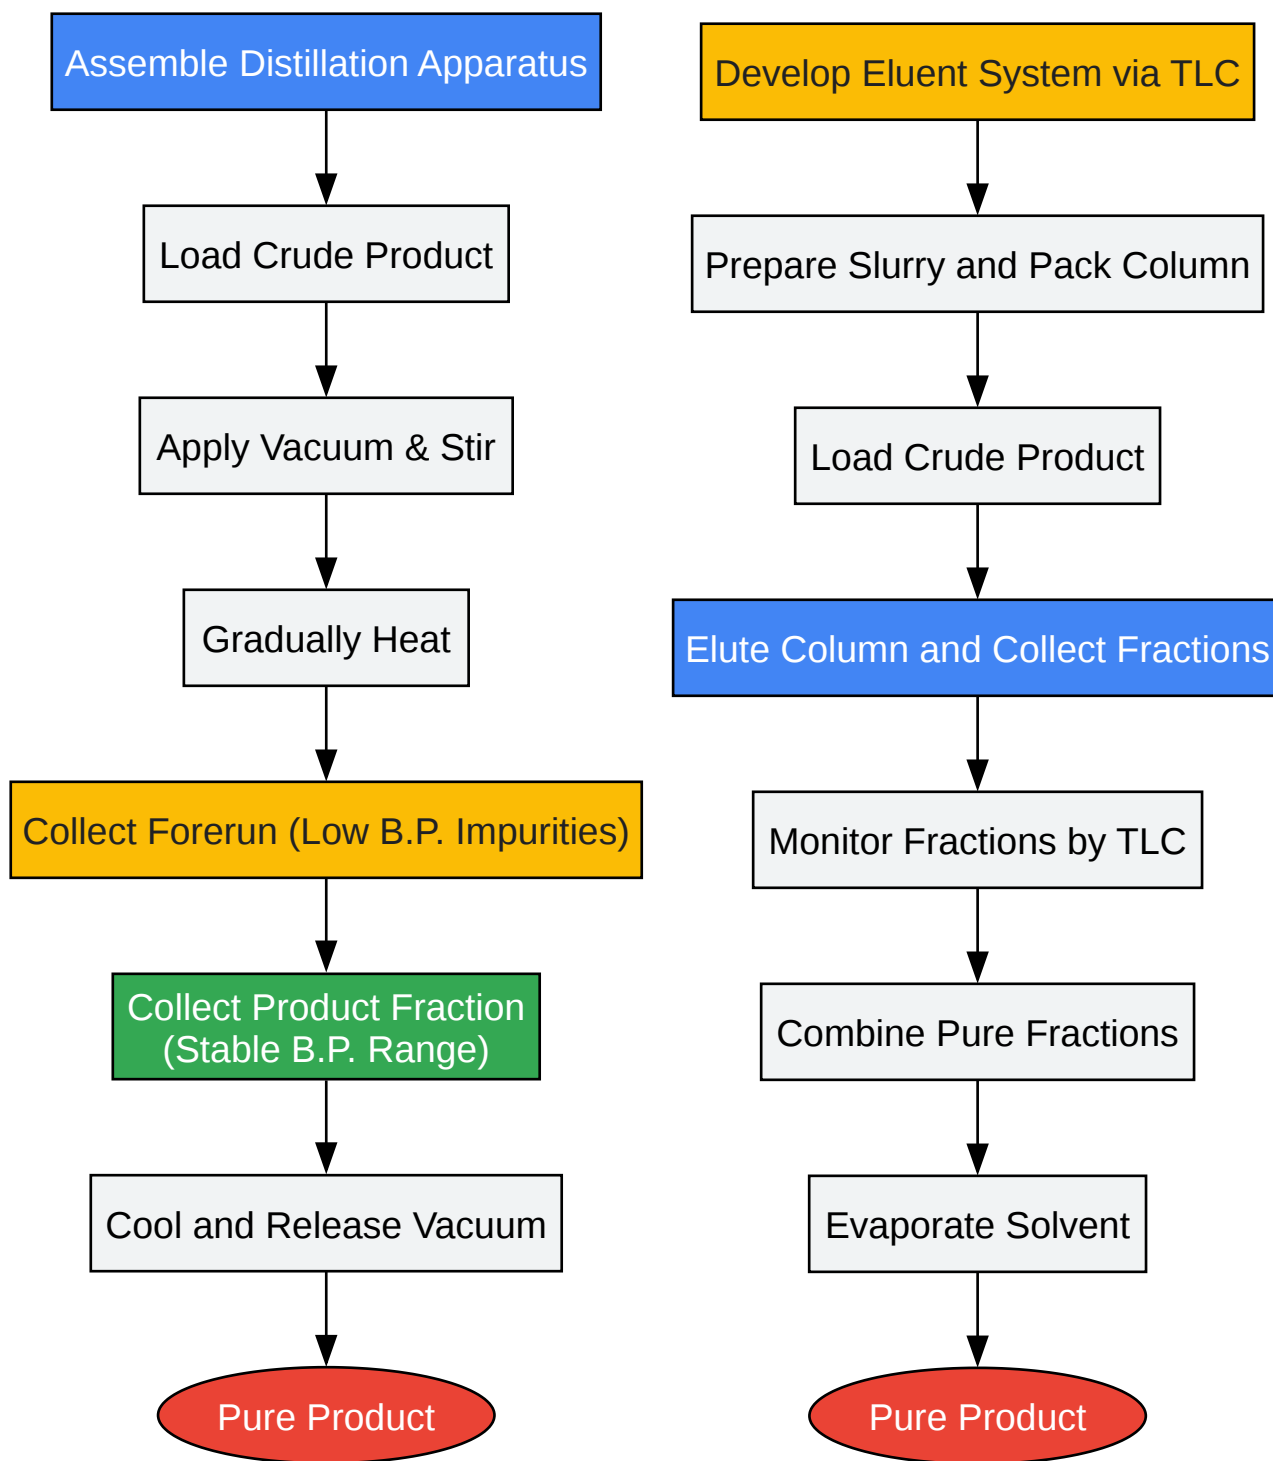 Assemble Distillation Apparatus
Load Crude Product
Apply Vacuum & Stir
Gradually Heat
Collect Forerun (Low B.P. Impurities)
Collect Product Fraction
(Stable B.P. Range)
Cool and Release Vacuum
Pure Product
Develop Eluent System via TLC
Prepare Slurry and Pack Column
Load Crude Product
Elute Column and Collect Fractions
Monitor Fractions by TLC
Combine Pure Fractions
Evaporate Solvent
Pure Product